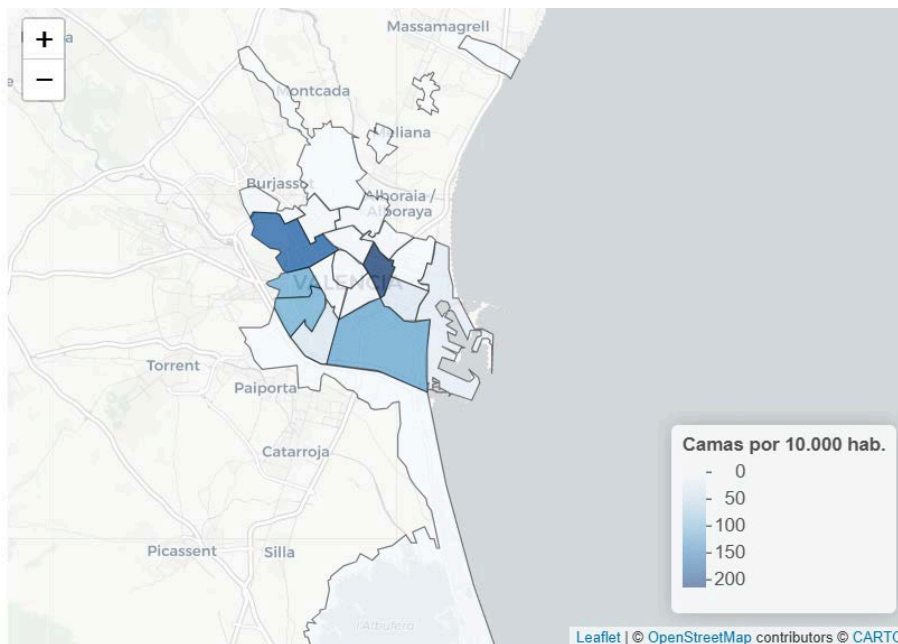 +
−
a
e
Massamagrell
Montcada
Meliana
Burjassot
Alboraia /
Alboraya
VALENCIA
Torrent
Paiporta
Catarroja
Picassent
Silla
l'Albufera
Camas por 10.000 hab.
0
50
100
150
200
Leaflet | © OpenStreetMap contributors © CARTO